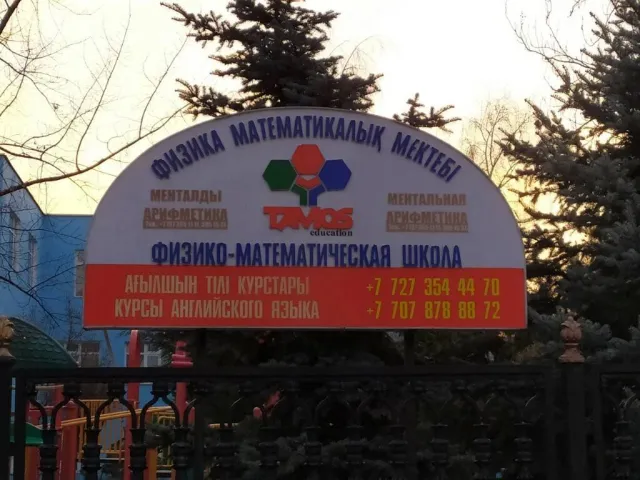 ФИЗИКА МАТЕМАТИКАЛЫҚ МЕКТЕБІ
МЕНТАЛДЫ
АРИФМЕТИКА
МЕНТАЛЬНАЯ
АРИФМЕТИКА
TAMOS
education
ФИЗИКО-МАТЕМАТИЧЕСКАЯ ШКОЛА
АҒЫЛШЫН ТІЛІ КУРСТАРЫ
+7 727 354 44 70
КУРСЫ АНГЛИЙСКОГО ЯЗЫКА
+7 707 878 88 72